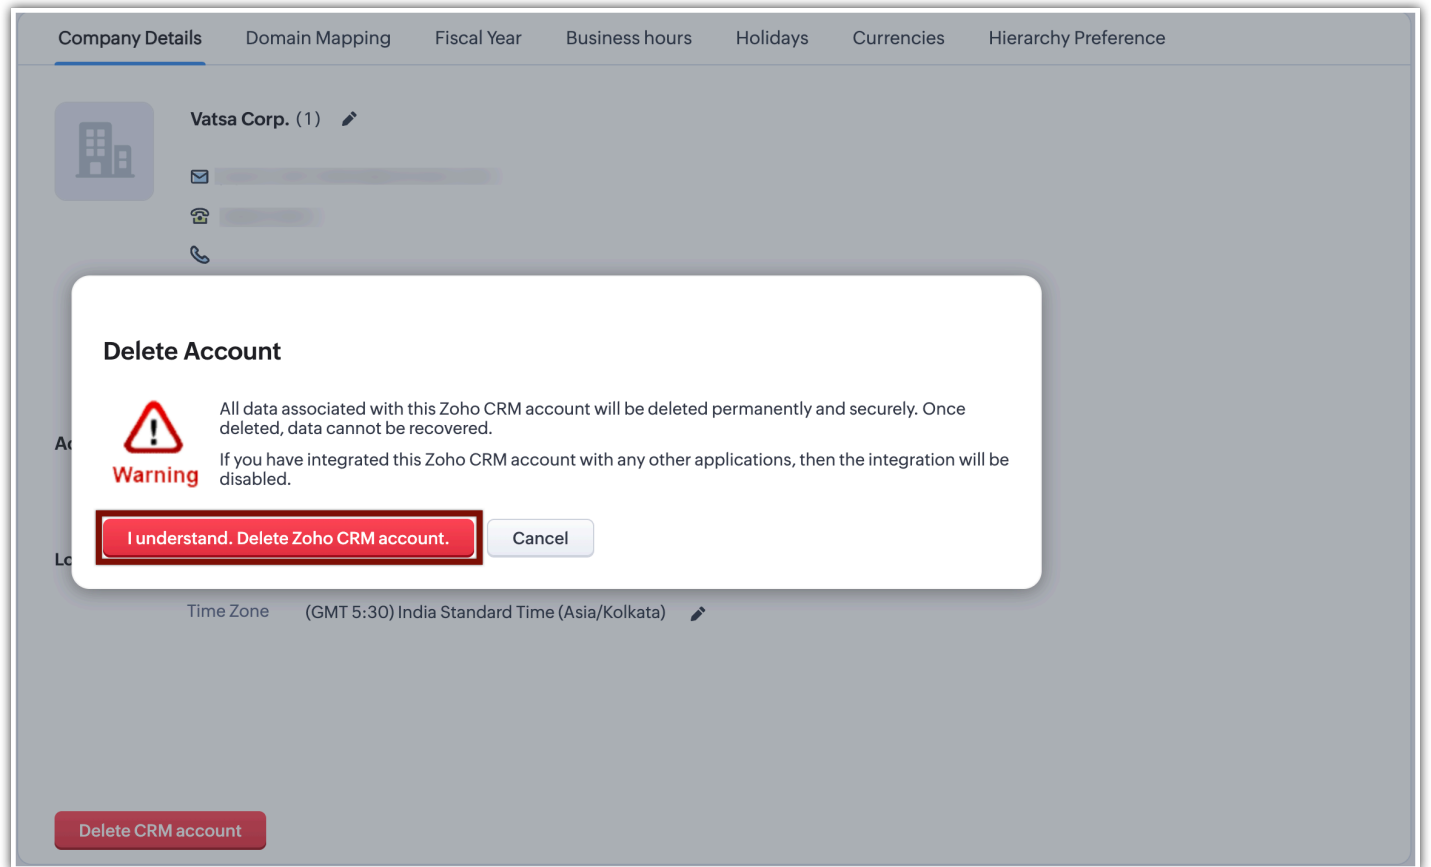 Company Details Domain Mapping Fiscal Year Business hours Holidays Currencies Hierarchy Preference
Vatsa Corp. (1)
Delete Account
All data associated with this Zoho CRM account will be deleted permanently and securely. Once
deleted, data cannot be recovered.
If you have integrated this Zoho CRM account with any other applications, then the integration will be
disabled.
Warning
I understand. Delete Zoho CRM account. Cancel
Time Zone (GMT 5:30) India Standard Time (Asia/Kolkata)
Delete CRM account